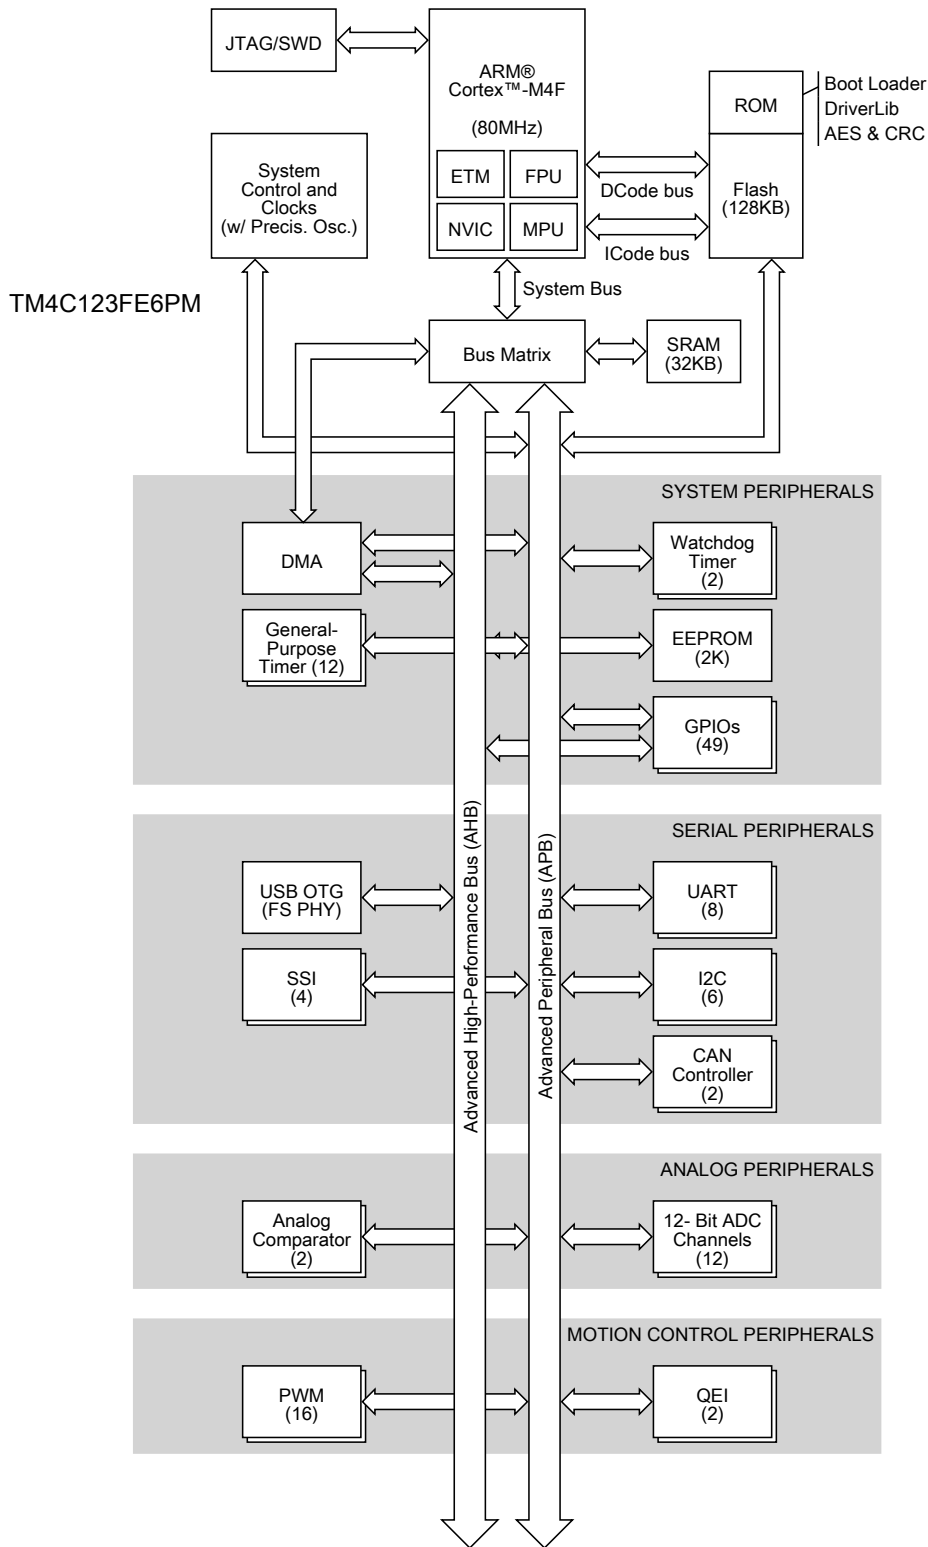 JTAG/SWD
ARM®
Cortex™-M4F
(80MHz)
ETM
FPU
NVIC
MPU
ROM
Boot Loader
DriverLib
AES & CRC
Flash
(128KB)
DCode bus
ICode bus
System
Control and
Clocks
(w/ Precis. Osc.)
TM4C123FE6PM
System Bus
Bus Matrix
SRAM
(32KB)
SYSTEM PERIPHERALS
DMA
Watchdog
Timer
(2)
General-
Purpose
Timer (12)
EEPROM
(2K)
GPIOs
(49)
Advanced High-Performance Bus (AHB)
Advanced Peripheral Bus (APB)
SERIAL PERIPHERALS
USB OTG
(FS PHY)
UART
(8)
SSI
(4)
I2C
(6)
CAN
Controller
(2)
ANALOG PERIPHERALS
Analog
Comparator
(2)
12- Bit ADC
Channels
(12)
MOTION CONTROL PERIPHERALS
PWM
(16)
QEI
(2)